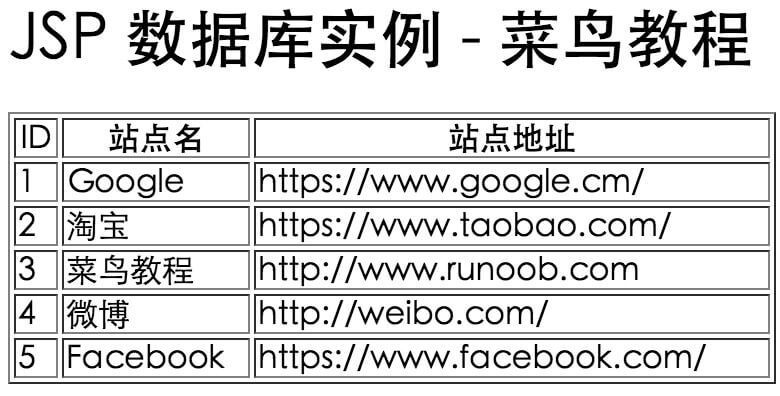 JSP 数据库实例 - 菜鸟教程
ID 站点名 站点地址
1 Google https://www.google.cm/
2 淘宝 https://www.taobao.com/
3 菜鸟教程 http://www.runoob.com
4 微博 http://weibo.com/
5 Facebook https://www.facebook.com/